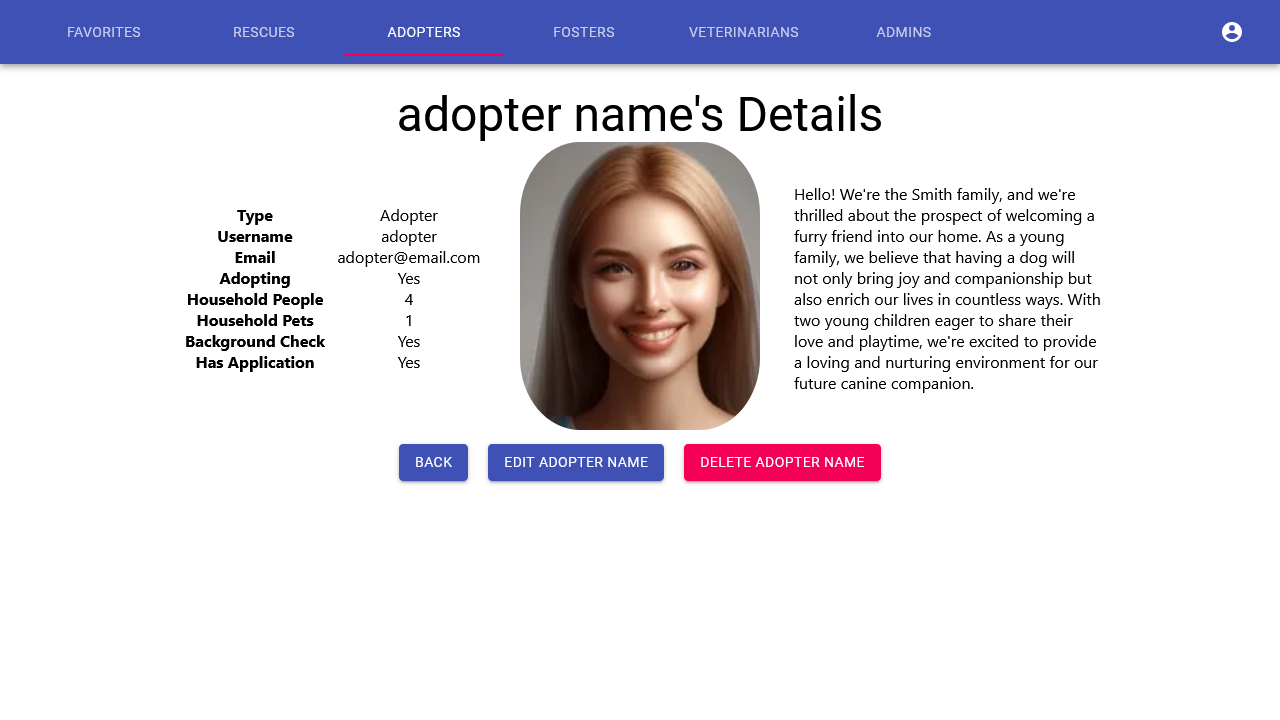 FAVORITES RESCUES ADOPTERS FOSTERS VETERINARIANS ADMINS
adopter name's Details
Type Adopter
Username adopter
Email adopter@email.com
Adopting Yes
Household People 4
Household Pets 1
Background Check Yes
Has Application Yes
Hello! We're the Smith family, and we're
thrilled about the prospect of welcoming a
furry friend into our home. As a young
family, we believe that having a dog will
not only bring joy and companionship but
also enrich our lives in countless ways. With
two young children eager to share their
love and playtime, we're excited to provide
a loving and nurturing environment for our
future canine companion.
BACK EDIT ADOPTER NAME DELETE ADOPTER NAME